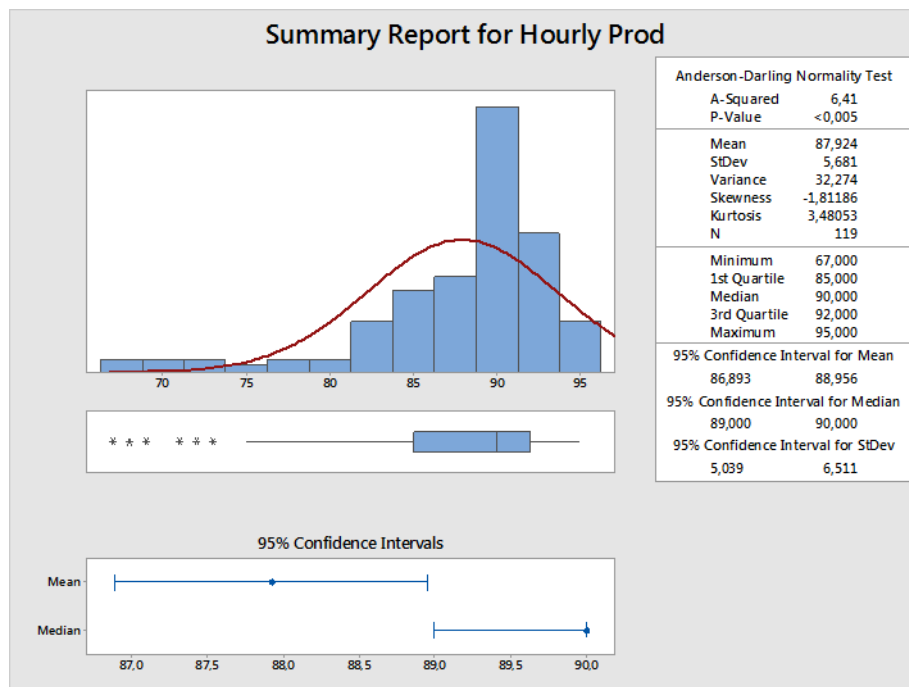 Summary Report for Hourly Prod
Anderson-Darling Normality Test
A-Squared 6,41
P-Value <0,005
Mean 87,924
StDev 5,681
Variance 32,274
Skewness -1,81186
Kurtosis 3,48053
N 119
Minimum 67,000
1st Quartile 85,000
Median 90,000
3rd Quartile 92,000
Maximum 95,000
95% Confidence Interval for Mean
86,893 88,956
95% Confidence Interval for Median
89,000 90,000
95% Confidence Interval for StDev
5,039 6,511
70 75 80 85 90 95
95% Confidence Intervals
Mean
Median
87,0 87,5 88,0 88,5 89,0 89,5 90,0